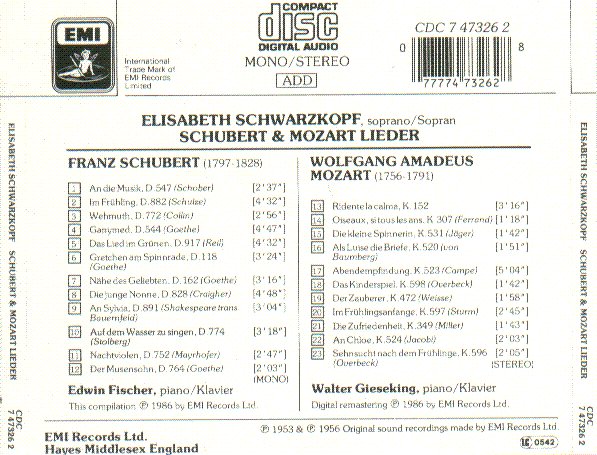 EMI
International
Trade Mark of
EMI Records
Limited
COMPACT
disc
DIGITAL AUDIO
MONO/STEREO
ADD
CDC 7 47326 2
0
8
77774 73262
ELISABETH SCHWARZKOPF, soprano/Sopran
SCHUBERT & MOZART LIEDER
FRANZ SCHUBERT (1797-1828)
1 An die Musik, D.547 (Schober) [2'37"]
2 Im Frühling, D.882 (Schulze) [4'32"]
3 Wehmuth, D.772 (Collin) [2'56"]
4 Ganymed, D.544 (Goethe) [4'47"]
5 Das Lied im Grünen, D.917 (Reil) [4'32"]
6 Gretchen am Spinnrade, D.118 [3'24"]
(Goethe)
7 Nähe des Geliebten, D.162 (Goethe) [3'16"]
8 Die junge Nonne, D.828 (Craigher) [4'48"]
9 An Sylvia, D.891 (Shakespeare trans. [3'04"]
Bauernfeld)
10 Auf dem Wasser zu singen, D.774 [3'18"]
(Stolberg)
11 Nachtviolen, D.752 (Mayrhofer) [2'47"]
12 Der Musensohn, D.764 (Goethe) [2'03"]
(MONO)
Edwin Fischer, piano/Klavier
This compilation ℗ 1986 by EMI Records Ltd.
WOLFGANG AMADEUS
MOZART (1756-1791)
13 Ridente la calma, K.152 [3'16"]
14 Oiseaux, si tous les ans, K.307 (Ferrand) [1'18"]
15 Die kleine Spinnerin, K.531 (Jäger) [1'42"]
16 Als Luise die Briefe, K.520 (von [1'51"]
Baumberg)
17 Abendempfindung, K.523 (Campe) [5'04"]
18 Das Kinderspiel, K.598 (Overbeck) [1'42"]
19 Der Zauberer, K.472 (Weisse) [1'58"]
20 Im Frühlingsanfange, K.597 (Sturm) [2'45"]
21 Die Zufriedenheit, K.349 (Miller) [1'43"]
22 An Chloe, K.524 (Jacobi) [2'03"]
23 Sehnsucht nach dem Frühlinge, K.596 [2'05"]
(Overbeck) (STEREO)
Walter Gieseking, piano/Klavier
Digital remastering ℗ 1986 by EMI Records Ltd.
℗ 1953 & ℗ 1956 Original sound recordings made by EMI Records Ltd.
EMI Records Ltd.
Hayes Middlesex England
LC 0542
ELISABETH SCHWARZKOPF SCHUBERT & MOZART LIEDER
CDC
7 47326 2
ELISABETH SCHWARZKOPF SCHUBERT & MOZART LIEDER
CDC
7 47326 2